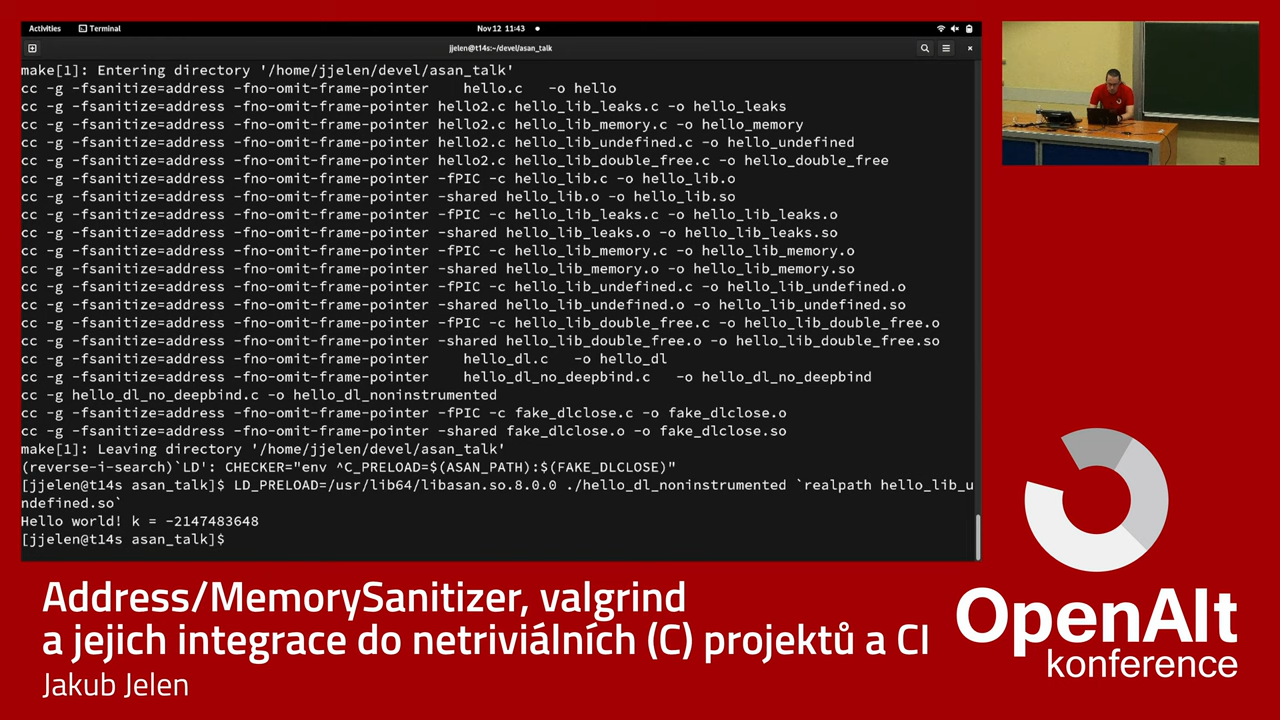 Activities
Terminal
Nov 12 11:43
jjelen@t14s:~/devel/asan_talk
make[1]: Entering directory '/home/jjelen/devel/asan_talk'
cc -g -fsanitize=address -fno-omit-frame-pointer    hello.c   -o hello
cc -g -fsanitize=address -fno-omit-frame-pointer hello2.c hello_lib_leaks.c -o hello_leaks
cc -g -fsanitize=address -fno-omit-frame-pointer hello2.c hello_lib_memory.c -o hello_memory
cc -g -fsanitize=address -fno-omit-frame-pointer hello2.c hello_lib_undefined.c -o hello_undefined
cc -g -fsanitize=address -fno-omit-frame-pointer hello2.c hello_lib_double_free.c -o hello_double_free
cc -g -fsanitize=address -fno-omit-frame-pointer -fPIC -c hello_lib.c -o hello_lib.o
cc -g -fsanitize=address -fno-omit-frame-pointer -shared hello_lib.o -o hello_lib.so
cc -g -fsanitize=address -fno-omit-frame-pointer -fPIC -c hello_lib_leaks.c -o hello_lib_leaks.o
cc -g -fsanitize=address -fno-omit-frame-pointer -shared hello_lib_leaks.o -o hello_lib_leaks.so
cc -g -fsanitize=address -fno-omit-frame-pointer -fPIC -c hello_lib_memory.c -o hello_lib_memory.o
cc -g -fsanitize=address -fno-omit-frame-pointer -shared hello_lib_memory.o -o hello_lib_memory.so
cc -g -fsanitize=address -fno-omit-frame-pointer -fPIC -c hello_lib_undefined.c -o hello_lib_undefined.o
cc -g -fsanitize=address -fno-omit-frame-pointer -shared hello_lib_undefined.o -o hello_lib_undefined.so
cc -g -fsanitize=address -fno-omit-frame-pointer -fPIC -c hello_lib_double_free.c -o hello_lib_double_free.o
cc -g -fsanitize=address -fno-omit-frame-pointer -shared hello_lib_double_free.o -o hello_lib_double_free.so
cc -g -fsanitize=address -fno-omit-frame-pointer    hello_dl.c   -o hello_dl
cc -g -fsanitize=address -fno-omit-frame-pointer    hello_dl_no_deepbind.c   -o hello_dl_no_deepbind
cc -g hello_dl_no_deepbind.c -o hello_dl_noninstrumented
cc -g -fsanitize=address -fno-omit-frame-pointer -fPIC -c fake_dlclose.c -o fake_dlclose.o
cc -g -fsanitize=address -fno-omit-frame-pointer -shared fake_dlclose.o -o fake_dlclose.so
make[1]: Leaving directory '/home/jjelen/devel/asan_talk'
(reverse-i-search)`LD': CHECKER="env ^C_PRELOAD=$(ASAN_PATH):$(FAKE_DLCLOSE)"
[jjelen@t14s asan_talk]$ LD_PRELOAD=/usr/lib64/libasan.so.8.0.0 ./hello_dl_noninstrumented `realpath hello_lib_u
ndefined.so`
Hello world! k = -2147483648
[jjelen@t14s asan_talk]$
Address/MemorySanitizer, valgrind
a jejich integrace do netriviálních (C) projektů a CI
Jakub Jelen
OpenAlt
konference